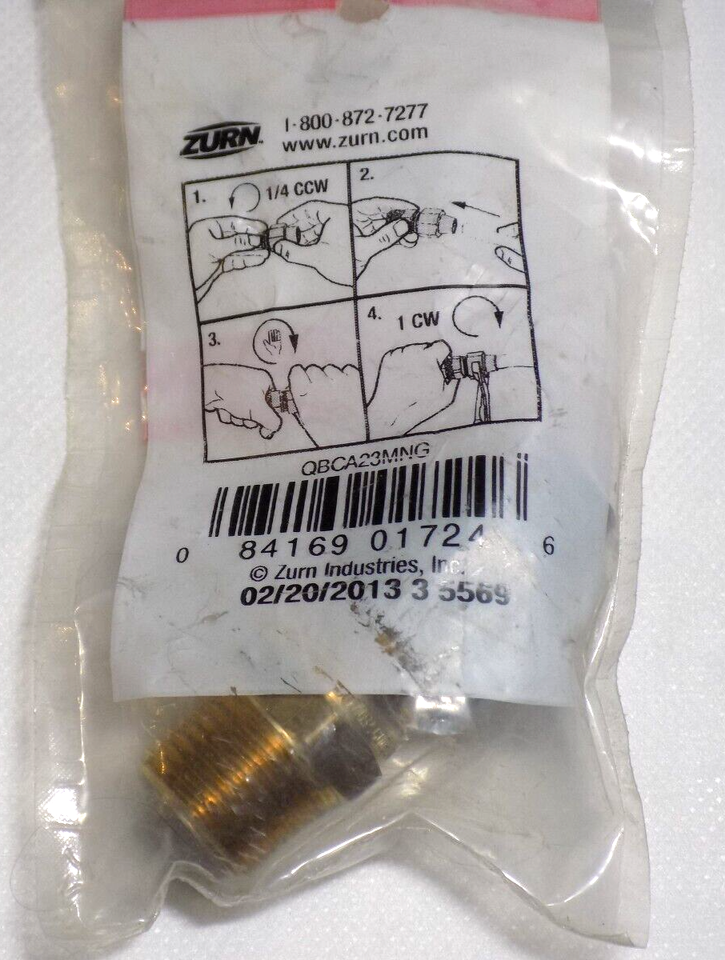 ZURN
1·800·872·7277
www.zurn.com
1.
1/4 CCW
2.
3.
4.
1 CW
QBCA23MNG
0 84169 01724 6
© Zurn Industries, Inc.
02/20/2013 3 5569